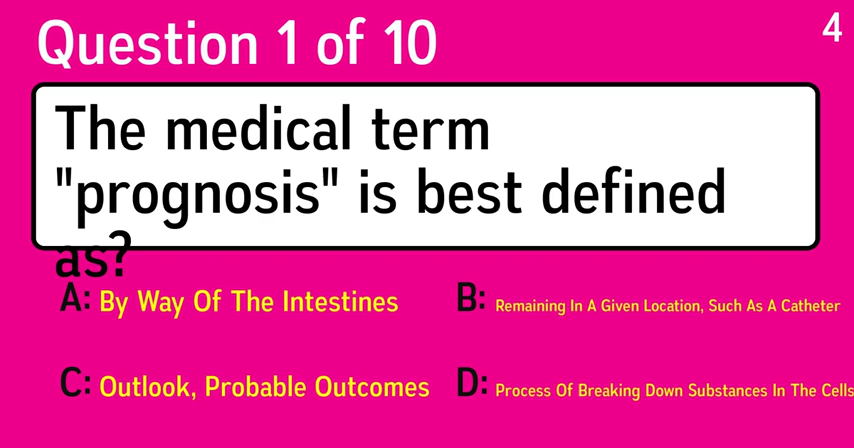 Question 1 of 10
4
The medical term
"prognosis" is best defined
as?
A: By Way Of The Intestines
B: Remaining In A Given Location, Such As A Catheter
C: Outlook, Probable Outcomes
D: Process Of Breaking Down Substances In The Cells